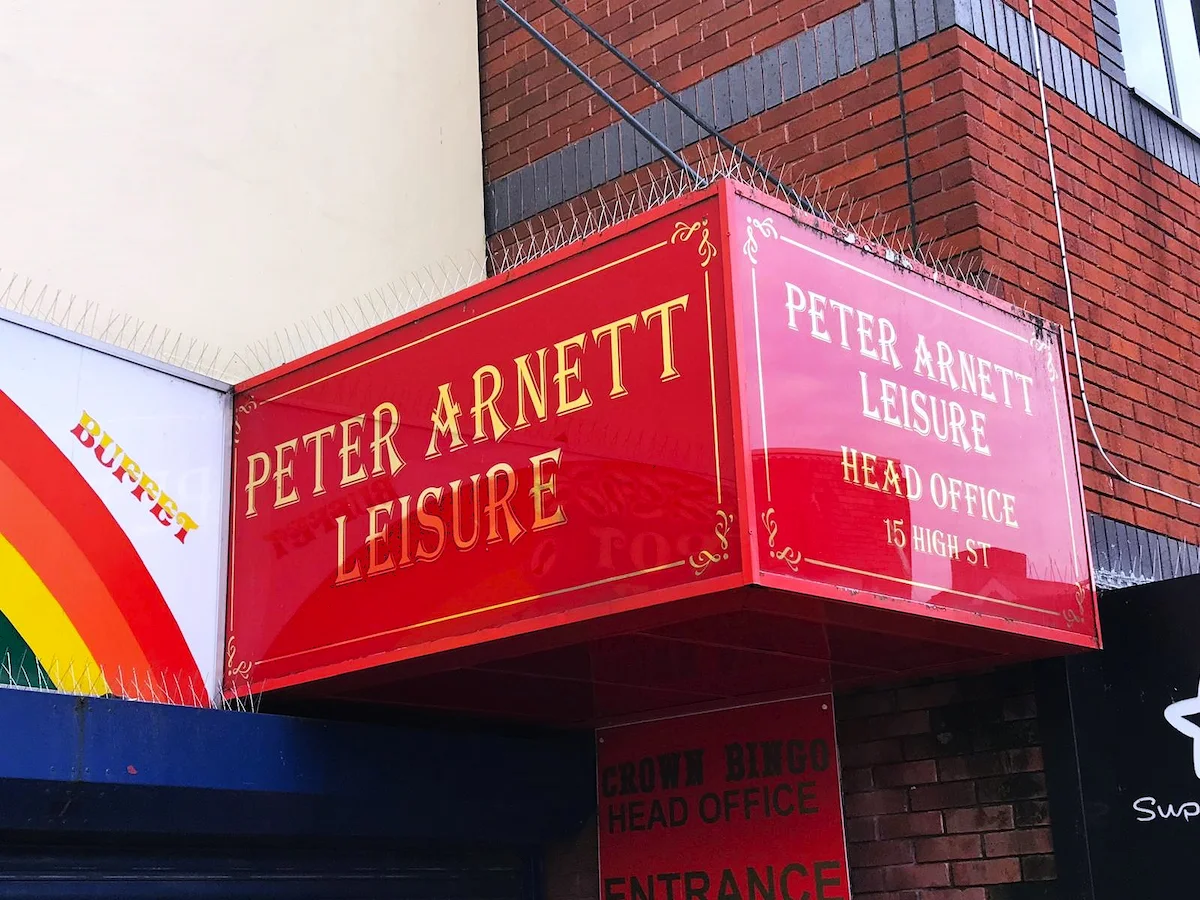 BUFFET
PETER ARNETT
LEISURE
PETER ARNETT
LEISURE
HEAD OFFICE
15 HIGH ST
CROWN BINGO
HEAD OFFICE
ENTRANCE